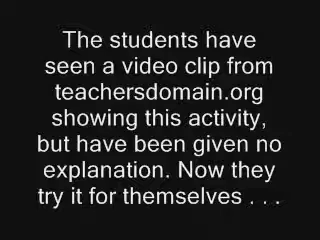 The students have
seen a video clip from
teachersdomain.org
showing this activity,
but have been given no
explanation. Now they
try it for themselves . . .